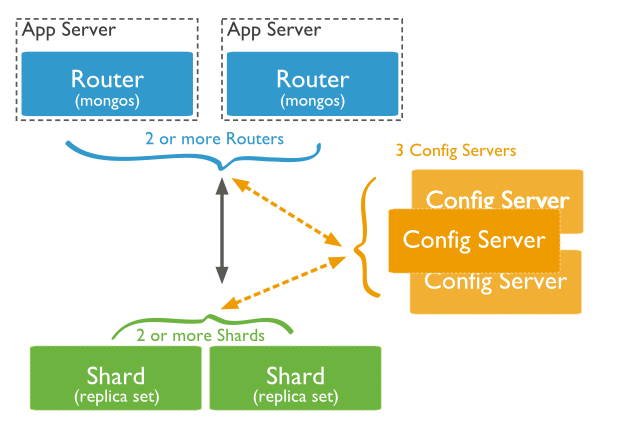 App Server
App Server
Router
(mongos)
Router
(mongos)
2 or more Routers
3 Config Servers
Config Server
Config Server
Config Server
2 or more Shards
Shard
(replica set)
Shard
(replica set)